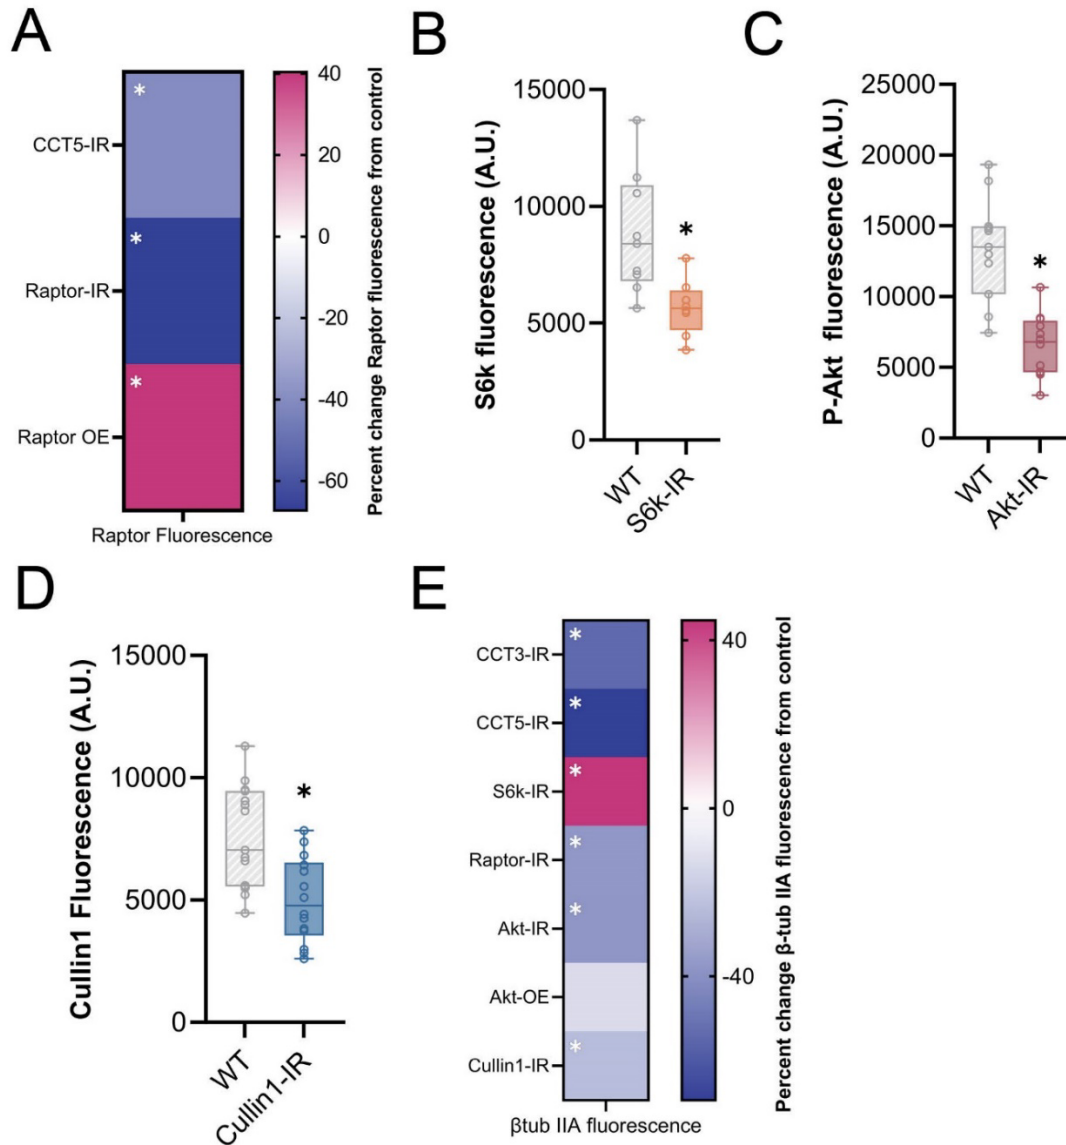 A
CCT5-IR
*
Raptor-IR
*
Raptor OE
*
Raptor Fluorescence
40
20
0
-20
-40
-60
Percent change Raptor fluorescence from control
B
S6k fluorescence (A.U.)
15000
10000
5000
0
*
WT
S6k-IR
C
P-Akt fluorescence (A.U.)
25000
20000
15000
10000
5000
0
*
WT
Akt-IR
D
Cullin1 Fluorescence (A.U.)
15000
10000
5000
0
*
WT
Cullin1-IR
E
CCT3-IR
*
CCT5-IR
*
S6k-IR
*
Raptor-IR
*
Akt-IR
*
Akt-OE
Cullin1-IR
*
βtub IIA fluorescence
40
0
-40
Percent change β-tub IIA fluorescence from control